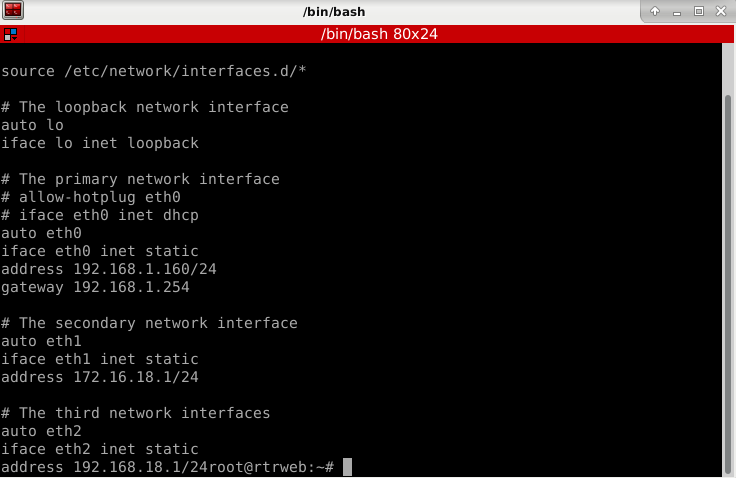 /bin/bash
/bin/bash 80x24
source /etc/network/interfaces.d/*
# The loopback network interface
auto lo
iface lo inet loopback
# The primary network interface
# allow-hotplug eth0
# iface eth0 inet dhcp
auto eth0
iface eth0 inet static
address 192.168.1.160/24
gateway 192.168.1.254
# The secondary network interface
auto eth1
iface eth1 inet static
address 172.16.18.1/24
# The third network interfaces
auto eth2
iface eth2 inet static
address 192.168.18.1/24root@rtrweb:~#